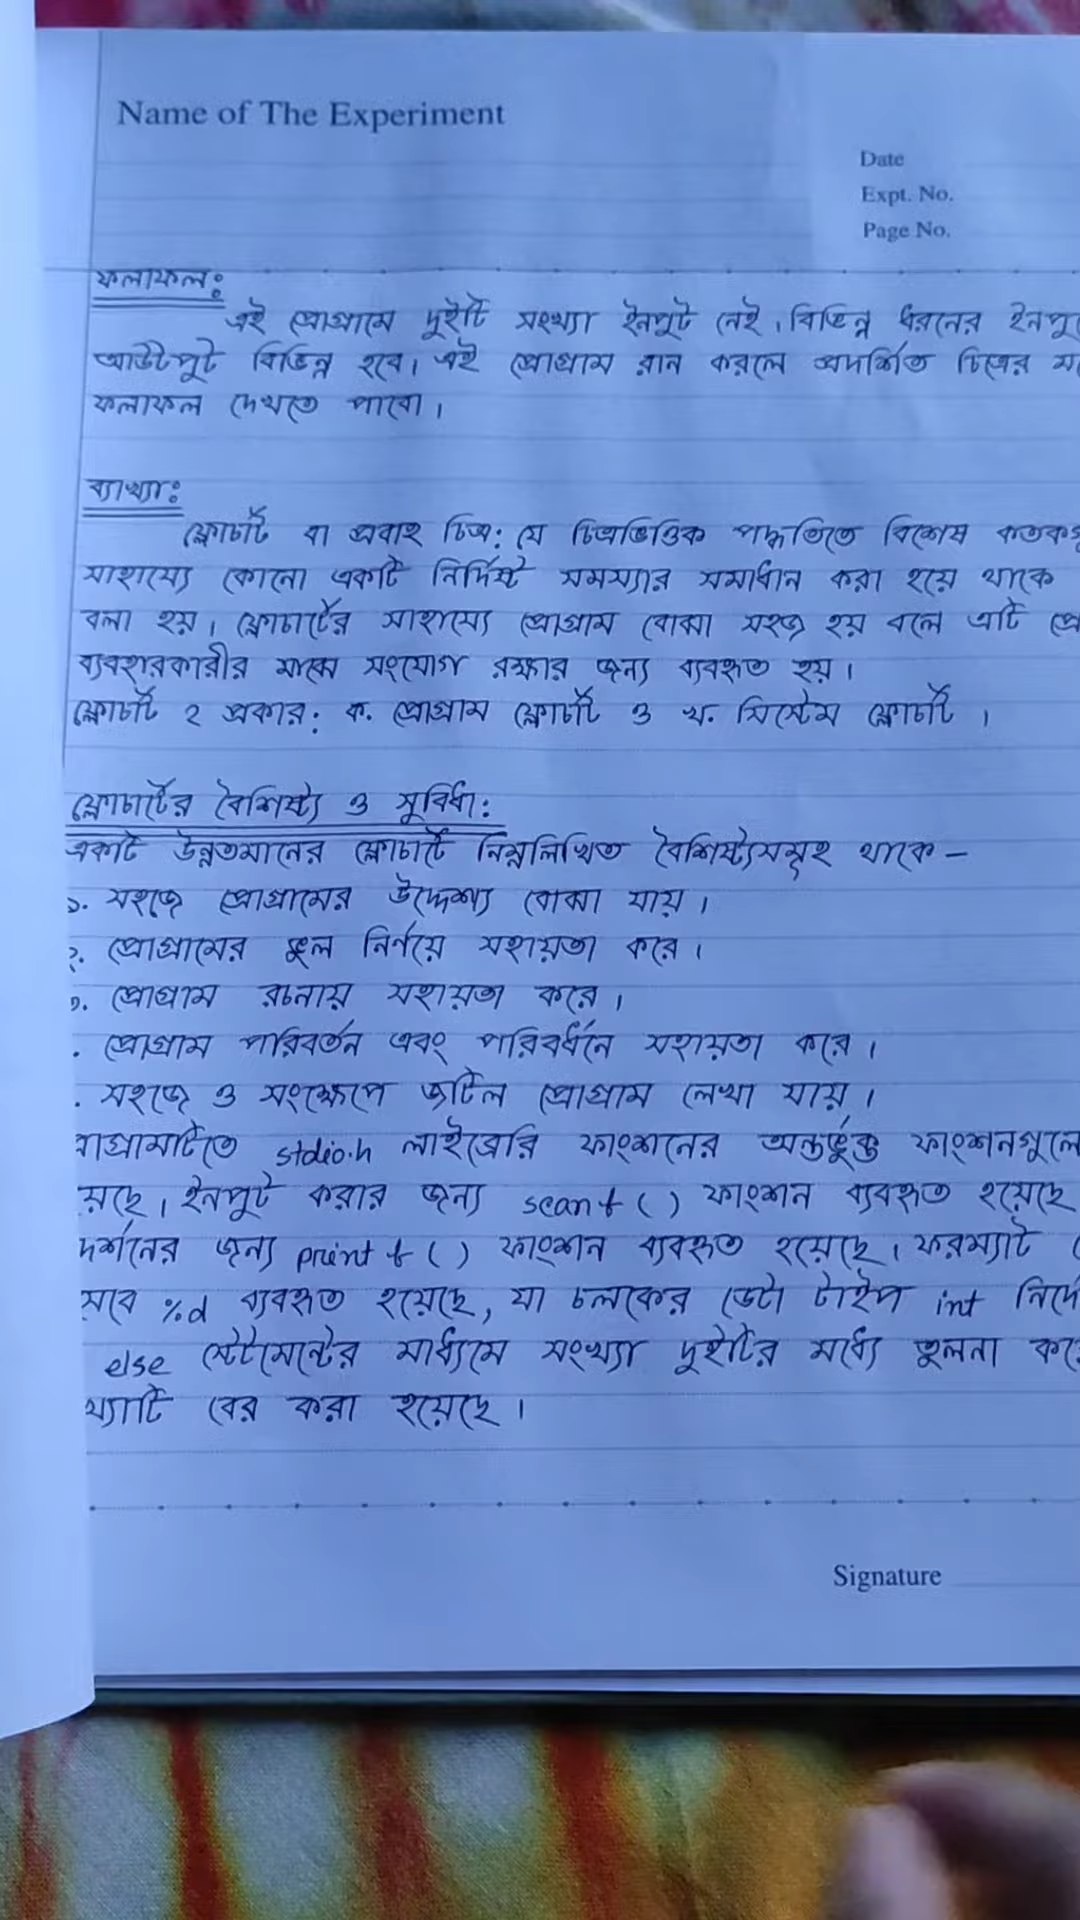 Name of The Experiment
Date
Expt. No.
Page No.
ফলাফল:
এই প্রোগ্রামে দুইটি সংখ্যা ইনপুট নেই। বিভিন্ন ধরনের
আউটপুট বিভিন্ন হবে। এই প্রোগ্রাম রান করলে প্রদর্শিত চিত্রের
ফলাফল দেখতে পাবো।
ব্যাখ্যা:
ফ্লোচার্ট বা প্রবাহ চিত্র: যে চিত্রভিত্তিক পদ্ধতিতে বিশেষ
সাহায্যে কোনো একটি নির্দিষ্ট সমস্যার সমাধান করা হয়ে থাকে
বলা হয়। ফ্লোচার্টের সাহায্যে প্রোগ্রাম বোঝা সহজ হয় বলে এটি
ব্যবহারকারীর মাঝে সংযোগ রক্ষার জন্য ব্যবহৃত হয়।
ফ্লোচার্ট ২ প্রকার: ক. প্রোগ্রাম ফ্লোচার্ট ও খ. সিস্টেম ফ্লোচার্ট।
ফ্লোচার্টের বৈশিষ্ট্য ও সুবিধা:
একটি উন্নতমানের ফ্লোচার্টে নিম্নলিখিত বৈশিষ্ট্যসমূহ থাকে –
১. সহজে প্রোগ্রামের উদ্দেশ্য বোঝা যায়।
২. প্রোগ্রামের ভুল নির্ণয়ে সহায়তা করে।
৩. প্রোগ্রাম রচনায় সহায়তা করে।
. প্রোগ্রাম পরিবর্তন এবং পরিবর্ধনে সহায়তা করে।
. সহজে ও সংক্ষেপে জটিল প্রোগ্রাম লেখা যায়।
stdio.h লাইব্রেরি ফাংশনের অন্তর্ভুক্ত
য়েছে। ইনপুট করার জন্য scanf () ফাংশন ব্যবহৃত হয়েছে
দর্শনের জন্য printf () ফাংশন ব্যবহৃত হয়েছে। ফরম্যাট
সেবে %d ব্যবহৃত হয়েছে, যা চলকের ডেটা টাইপ int
else স্টেটমেন্টের মাধ্যমে সংখ্যা দুইটির মধ্যে তুলনা
খ্যাটি বের করা হয়েছে।
Signature